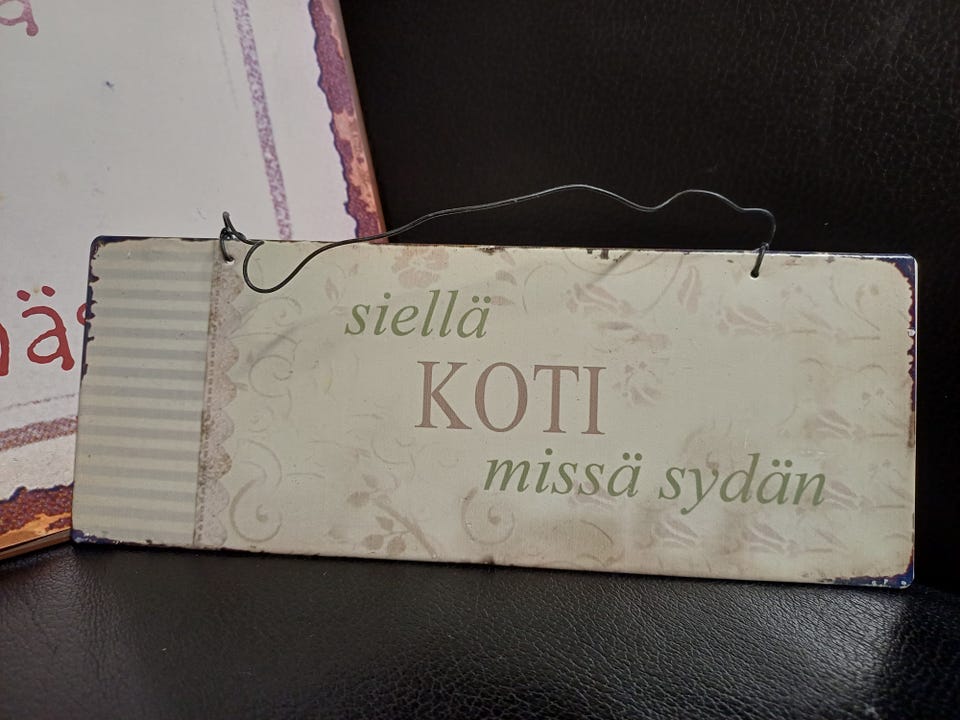 siellä
KOTI
missä sydän